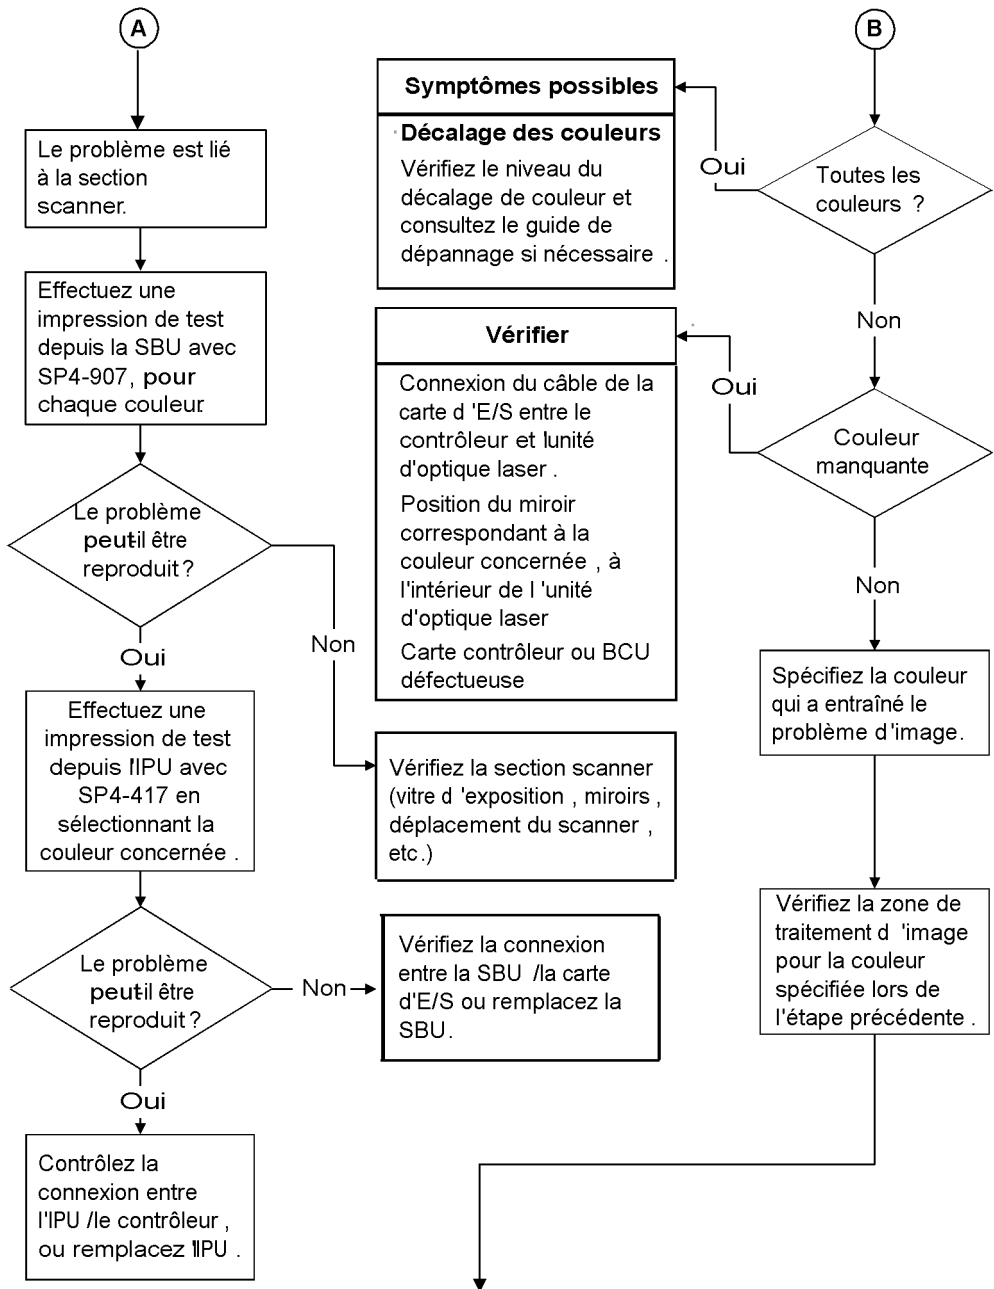 A
Le problème est lié
à la section
scanner.
Effectuez une
impression de test
depuis la SBU avec
SP4-907, pour
chaque couleur.
Le problème
peut-il être
reproduit ?
Oui
Non
Effectuez une
impression de test
depuis l'IPU avec
SP4-417 en
sélectionnant la
couleur concernée .
Le problème
peut-il être
reproduit ?
Non
Oui
Contrôlez la
connexion entre
l'IPU /le contrôleur ,
ou remplacez l'IPU .
Symptômes possibles
Décalage des couleurs
Vérifiez le niveau du
décalage de couleur et
consultez le guide de
dépannage si nécessaire .
Vérifier
Connexion du câble de la
carte d 'E/S entre le
contrôleur et l'unité
d'optique laser .
Position du miroir
correspondant à la
couleur concernée , à
l'intérieur de l 'unité
d'optique laser
Carte contrôleur ou BCU
défectueuse
Vérifiez la section scanner
(vitre d 'exposition , miroirs ,
déplacement du scanner ,
etc.)
Vérifiez la connexion
entre la SBU /la carte
d'E/S ou remplacez la
SBU.
B
Toutes les
couleurs ?
Oui
Non
Couleur
manquante
Oui
Non
Spécifiez la couleur
qui a entraîné le
problème d'image.
Vérifiez la zone de
traitement d 'image
pour la couleur
spécifiée lors de
l'étape précédente .